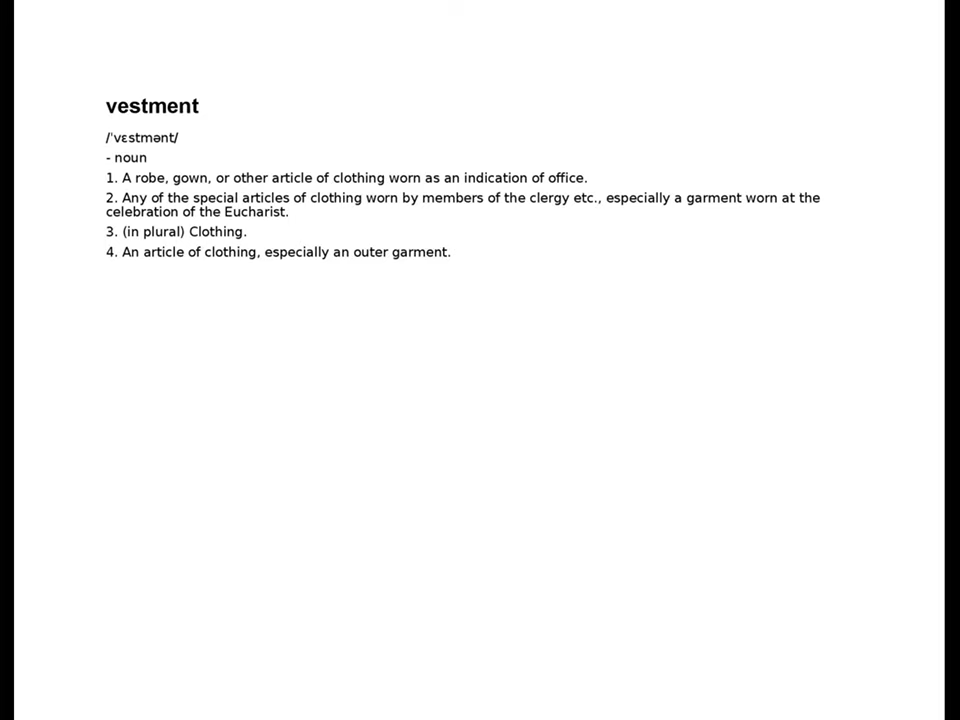 vestment
/ˈvɛstmənt/
- noun
1. A robe, gown, or other article of clothing worn as an indication of office.
2. Any of the special articles of clothing worn by members of the clergy etc., especially a garment worn at the
celebration of the Eucharist.
3. (in plural) Clothing.
4. An article of clothing, especially an outer garment.